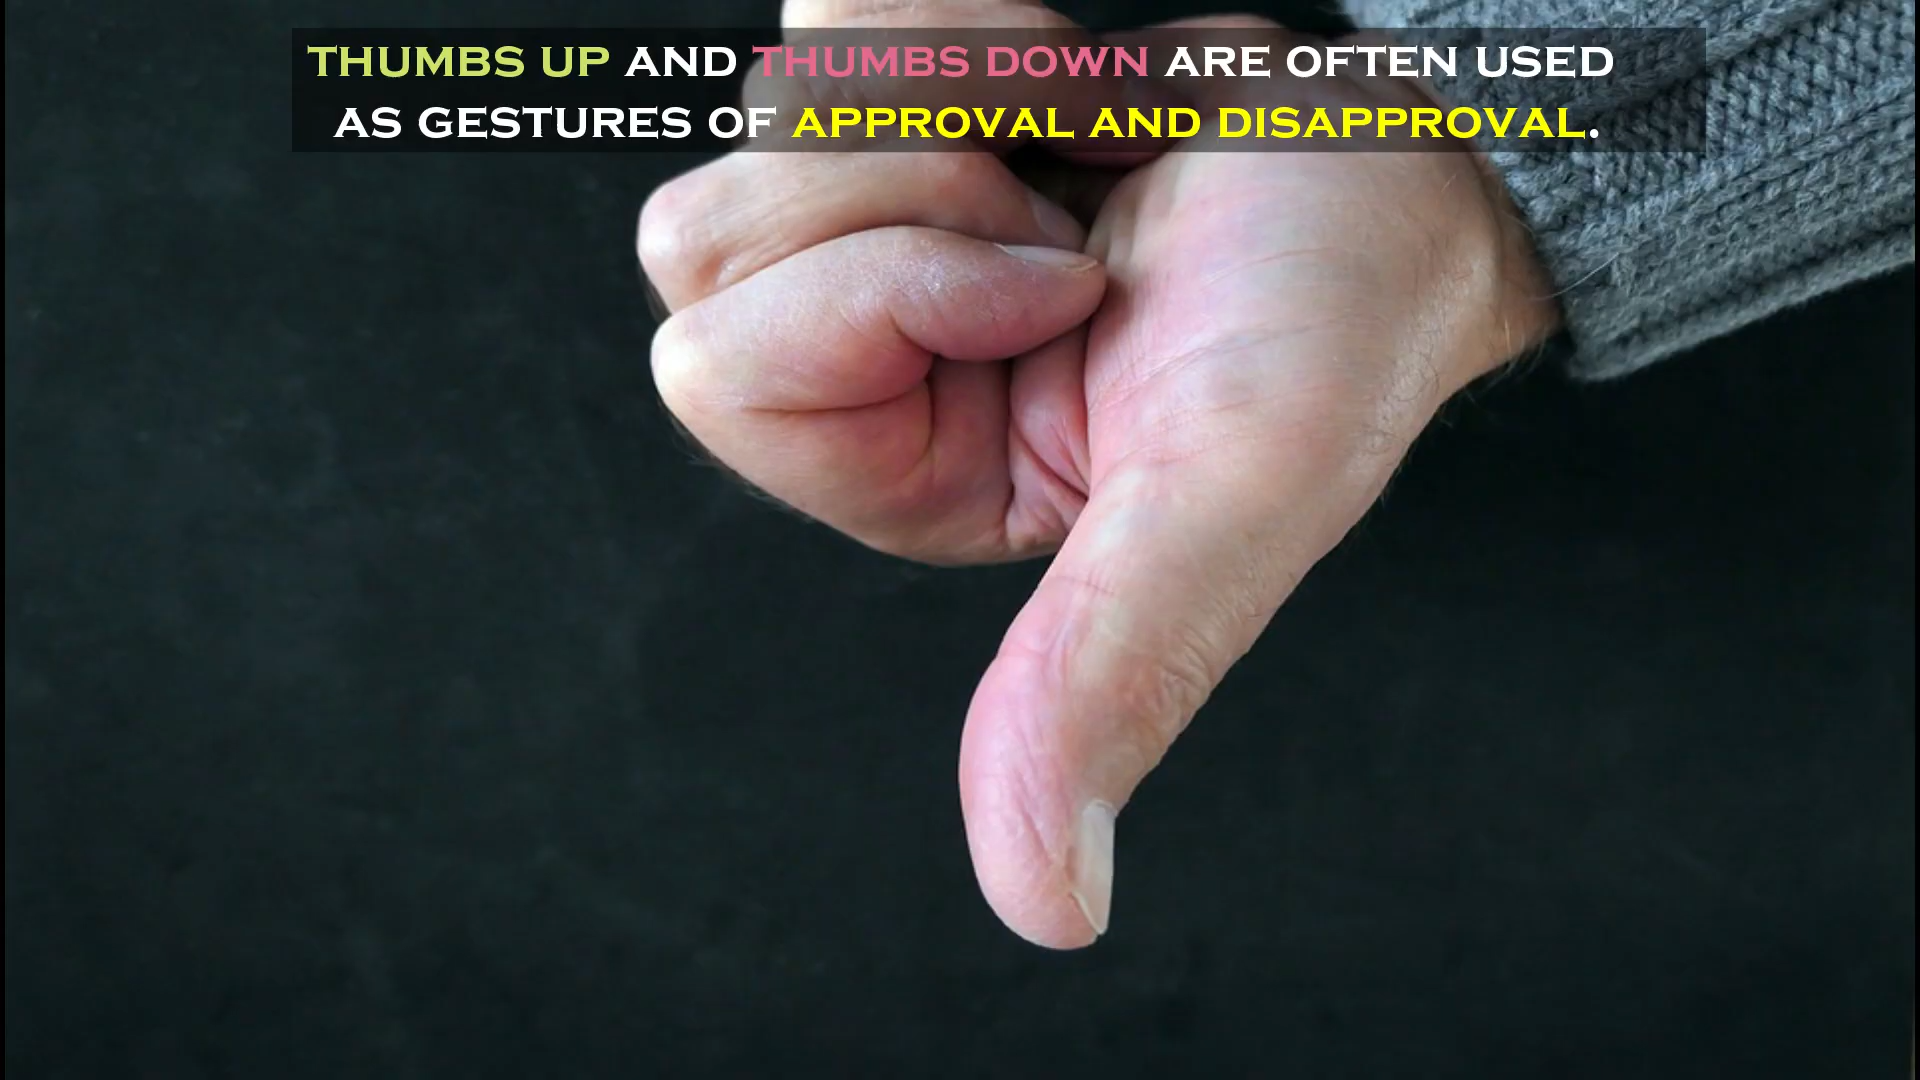 THUMBS UP AND THUMBS DOWN ARE OFTEN USED
AS GESTURES OF APPROVAL AND DISAPPROVAL.